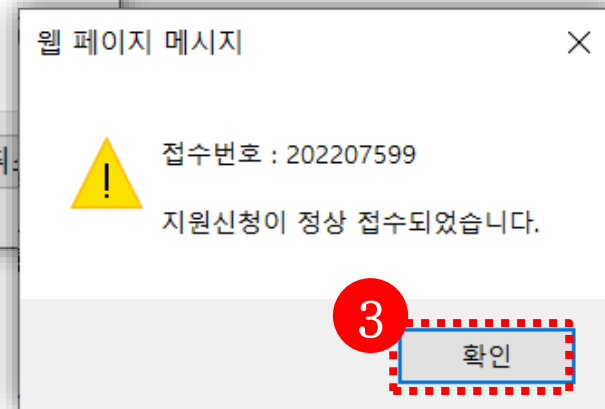 웹 페이지 메시지
접수번호 : 202207599
지원신청이 정상 접수되었습니다.
3
확인